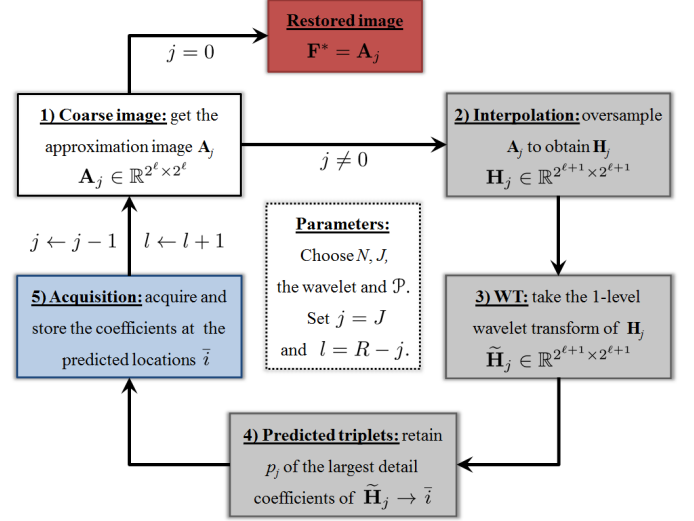 Restored image
F* = A_j
j = 0
1) Coarse image: get the
approximation image A_j
A_j ∈ ℝ^{2^ℓ×2^ℓ}
j ≠ 0
2) Interpolation: oversample
A_j to obtain H_j
H_j ∈ ℝ^{2^{ℓ+1}×2^{ℓ+1}}
j ← j − 1
l ← l + 1
Parameters:
Choose N, J,
the wavelet and 𝒫.
Set j = J
and l = R − j.
5) Acquisition: acquire and
store the coefficients at the
predicted locations i̅
3) WT: take the 1-level
wavelet transform of H_j
H̃_j ∈ ℝ^{2^{ℓ+1}×2^{ℓ+1}}
4) Predicted triplets: retain
p_j of the largest detail
coefficients of H̃_j → i̅